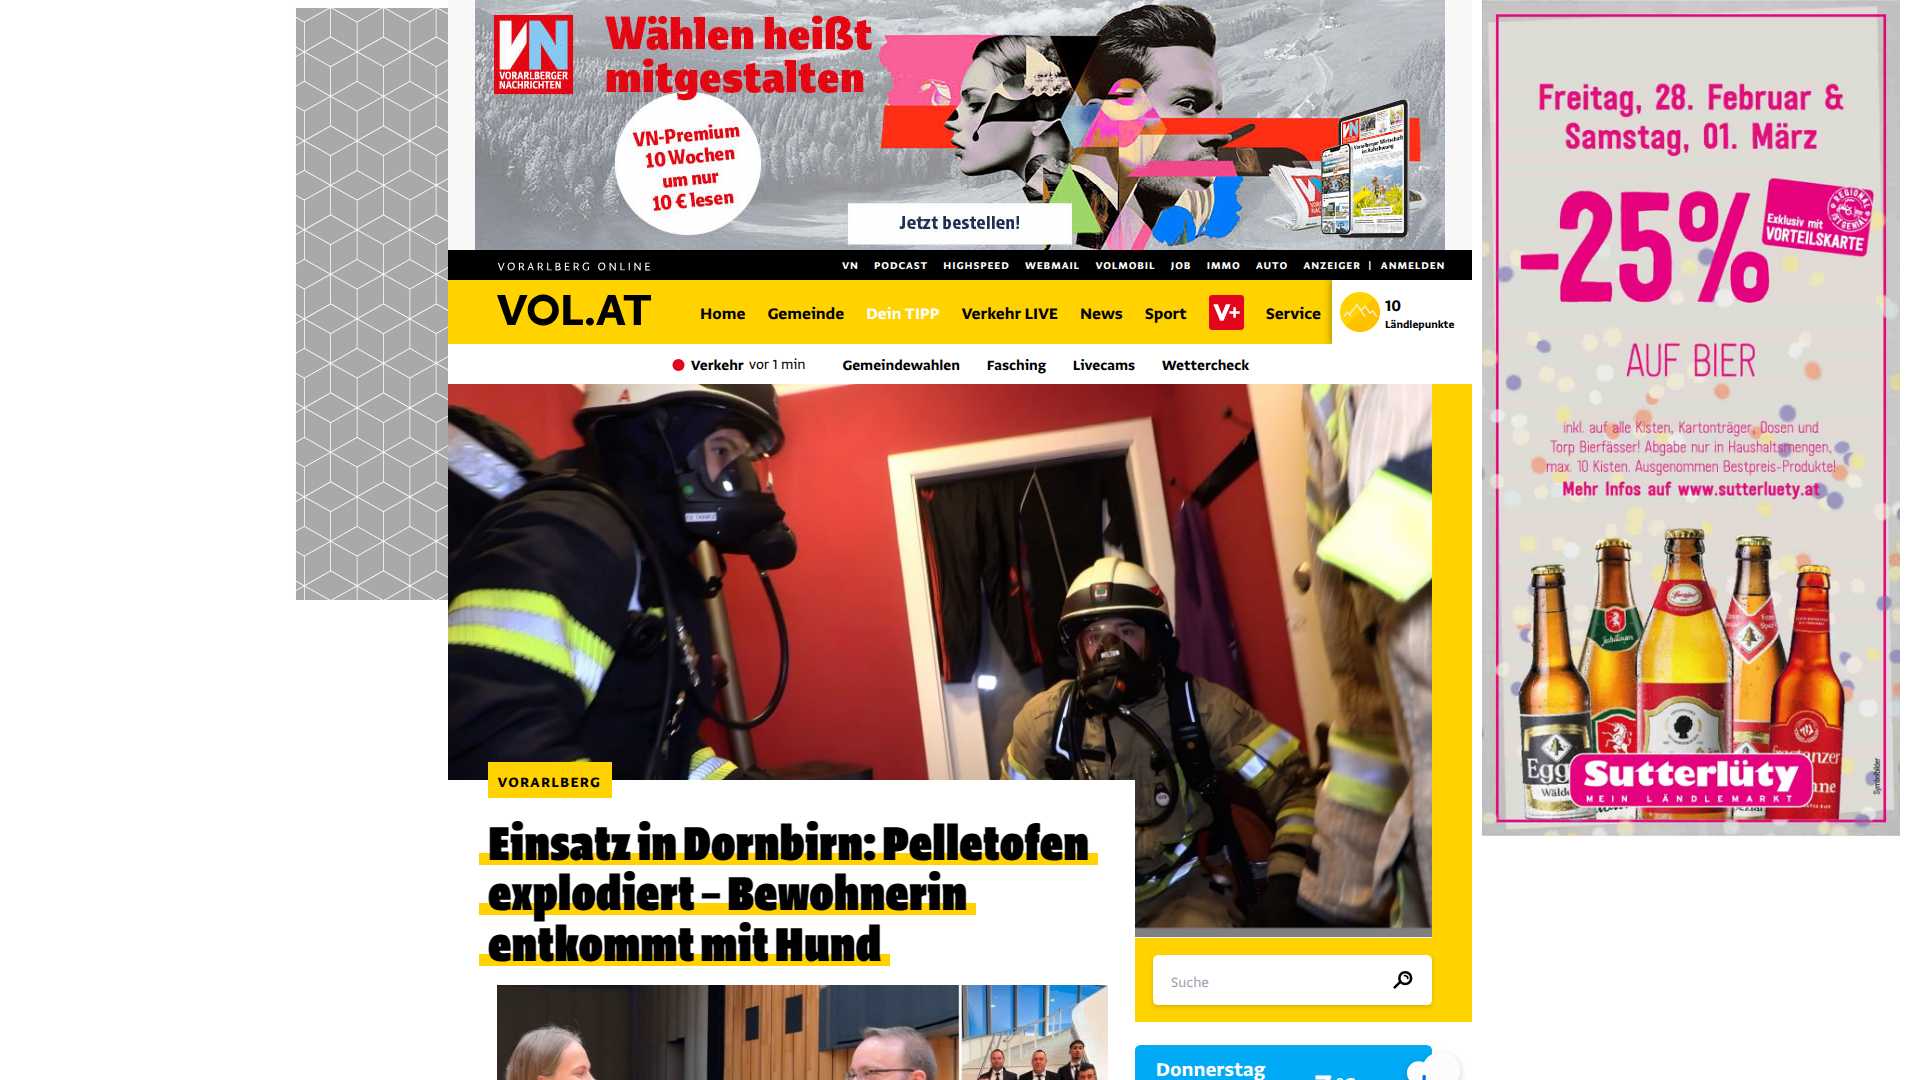 VN
VORARLBERGER
NACHRICHTEN
Wählen heißt
mitgestalten
VN-Premium
10 Wochen
um nur
10 € lesen
Jetzt bestellen!
VORARLBERG ONLINE
VN PODCAST HIGHSPEED WEBMAIL VOLMOBIL JOB IMMO AUTO ANZEIGER | ANMELDEN
VOL.AT
Home Gemeinde Dein TIPP Verkehr LIVE News Sport V+ Service
10
Ländlepunkte
Verkehr vor 1 min Gemeindewahlen Fasching Livecams Wettercheck
VORARLBERG
Einsatz in Dornbirn: Pelletofen
explodiert – Bewohnerin
entkommt mit Hund
Suche
Donnerstag
Freitag, 28. Februar &
Samstag, 01. März
-25%
REGIONAL
IST GENIAL
Exklusiv mit
VORTEILSKARTE
AUF BIER
inkl. auf alle Kisten, Kartonträger, Dosen und
Torp Bierfässer! Abgabe nur in Haushaltsmengen,
max. 10 Kisten. Ausgenommen Bestpreis-Produkte!
Mehr Infos auf www.sutterluety.at
Egg
Wälde
Sutterlüty
MEIN LÄNDLEMARKT
Symbolbilder